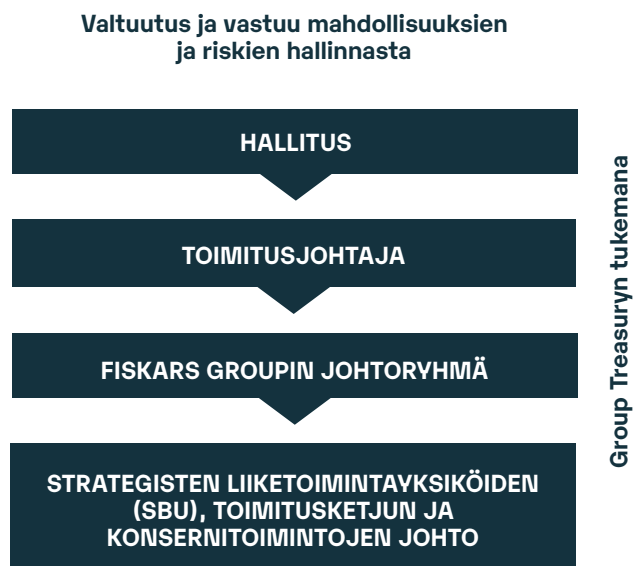 Valtuutus ja vastuu mahdollisuuksien
ja riskien hallinnasta
HALLITUS
TOIMITUSJOHTAJA
FISKARS GROUPIN JOHTORYHMÄ
STRATEGISTEN LIIKETOIMINTAYKSIKÖIDEN
(SBU), TOIMITUSKETJUN JA
KONSERNITOIMINTOJEN JOHTO
Group Treasuryn tukemana